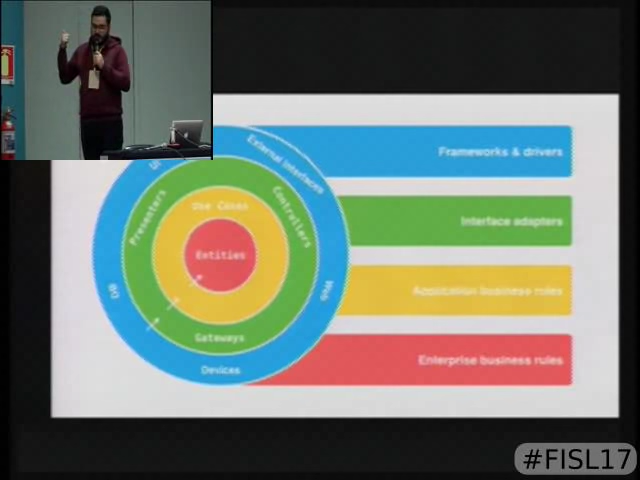 External Interfaces
UI
Presenters
Controllers
Use Cases
Entities
DB
Web
Gateways
Devices
Frameworks & drivers
Interface adapters
Application business rules
Enterprise business rules
#FISL17